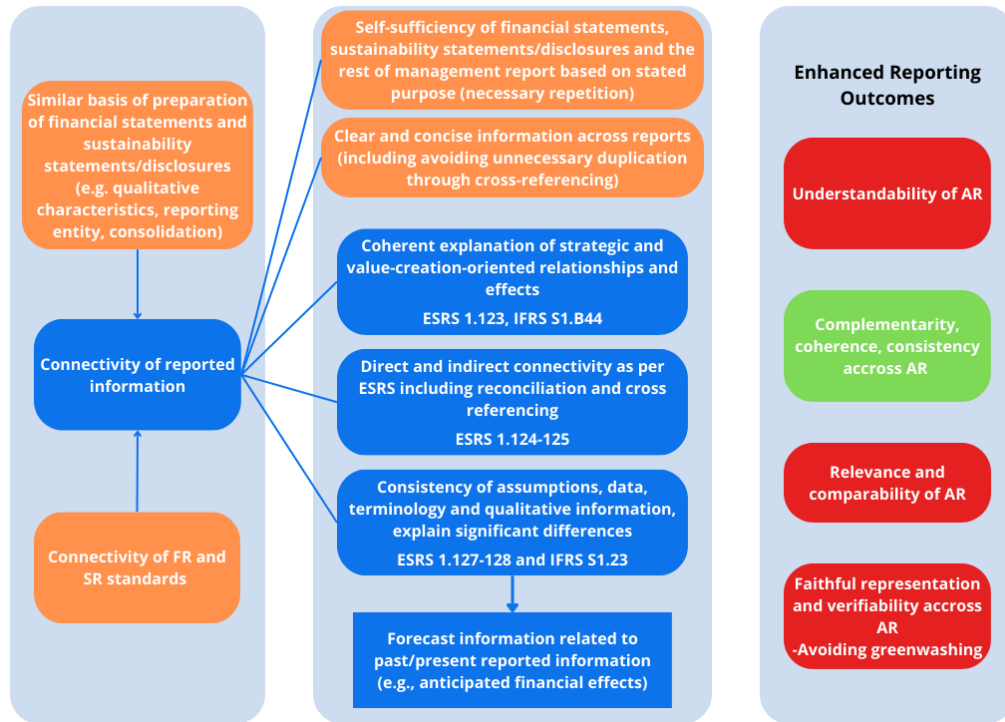 Similar basis of preparation
of financial statements and
sustainability
statements/disclosures
(e.g. qualitative
characteristics, reporting
entity, consolidation)
Connectivity of reported
information
Connectivity of FR and
SR standards
Self-sufficiency of financial statements,
sustainability statements/disclosures and the
rest of management report based on stated
purpose (necessary repetition)
Clear and concise information across reports
(including avoiding unnecessary duplication
through cross-referencing)
Coherent explanation of strategic and
value-creation-oriented relationships and
effects
ESRS 1.123, IFRS S1.B44
Direct and indirect connectivity as per
ESRS including reconciliation and cross
referencing
ESRS 1.124-125
Consistency of assumptions, data,
terminology and qualitative information,
explain significant differences
ESRS 1.127-128 and IFRS S1.23
Forecast information related to
past/present reported information
(e.g., anticipated financial effects)
Enhanced Reporting
Outcomes
Understandability of AR
Complementarity,
coherence, consistency
accross AR
Relevance and
comparability of AR
Faithful representation
and verifiability accross
AR
-Avoiding greenwashing